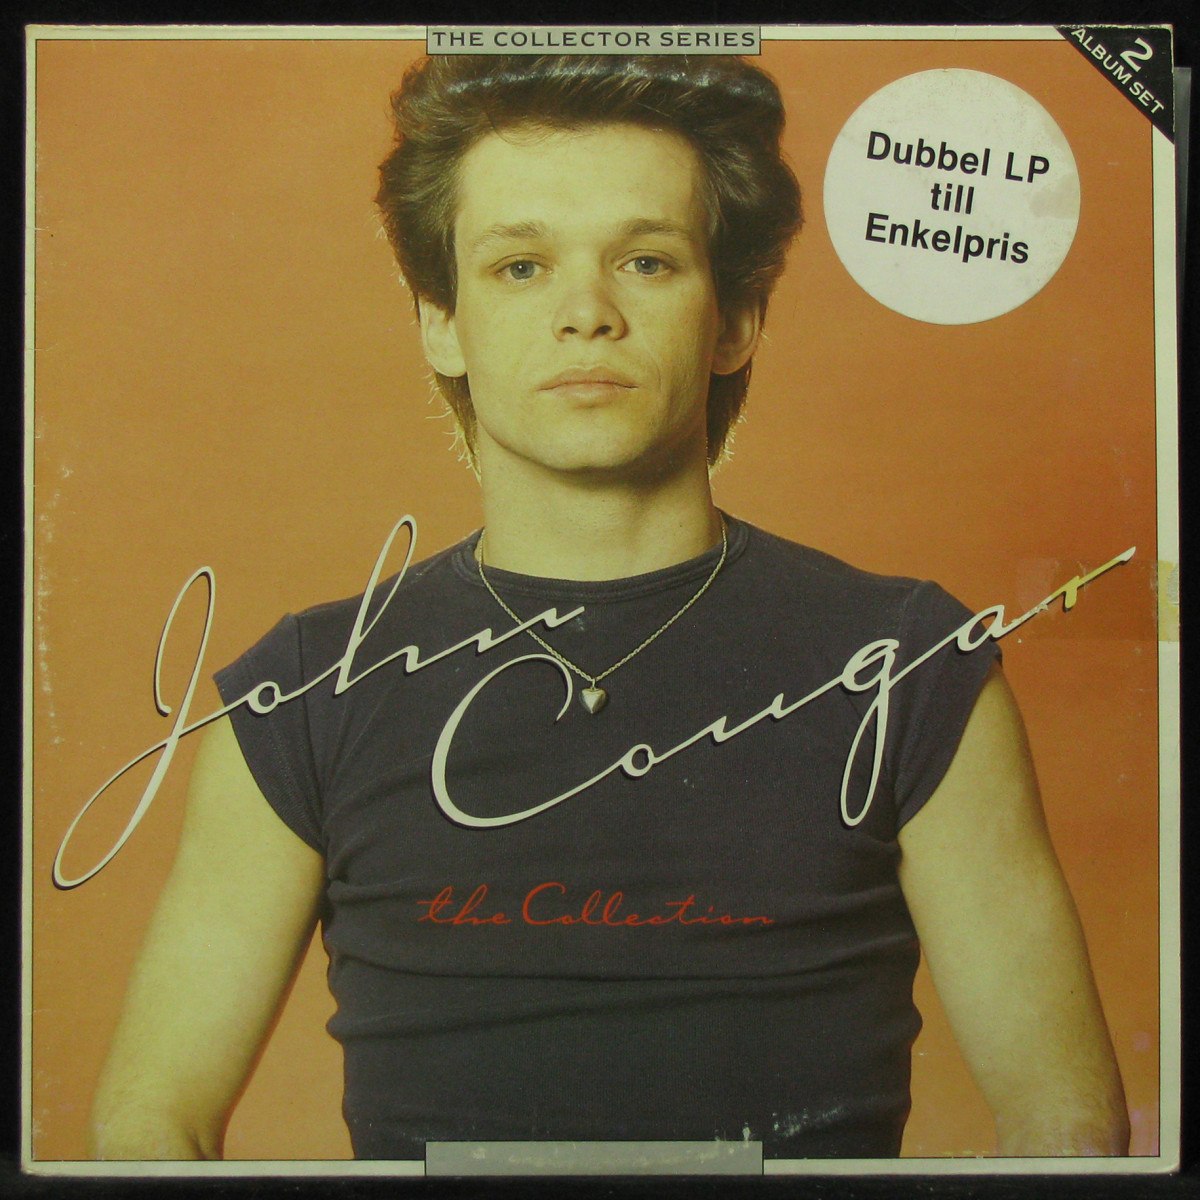 THE COLLECTOR SERIES
2
ALBUM SET
Dubbel LP
till
Enkelpris
John
Cougar
the Collection